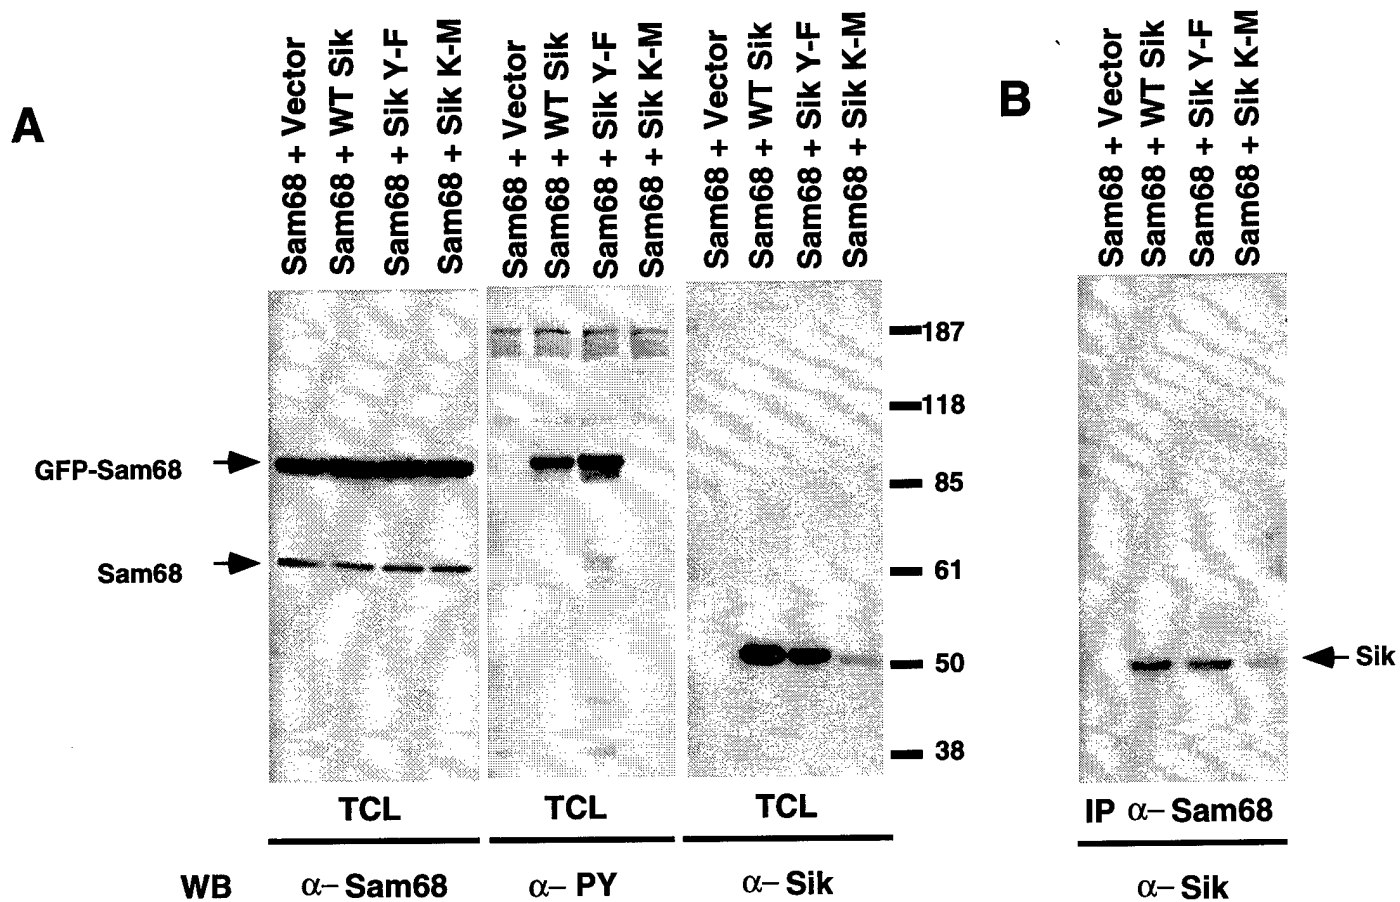 A
Sam68 + Vector
Sam68 + WT Sik
Sam68 + Sik Y-F
Sam68 + Sik K-M
Sam68 + Vector
Sam68 + WT Sik
Sam68 + Sik Y-F
Sam68 + Sik K-M
Sam68 + Vector
Sam68 + WT Sik
Sam68 + Sik Y-F
Sam68 + Sik K-M
B
Sam68 + Vector
Sam68 + WT Sik
Sam68 + Sik Y-F
Sam68 + Sik K-M
187
118
GFP-Sam68
85
Sam68
61
50
Sik
38
TCL
TCL
TCL
IP α–Sam68
WB
α–Sam68
α–PY
α–Sik
α–Sik